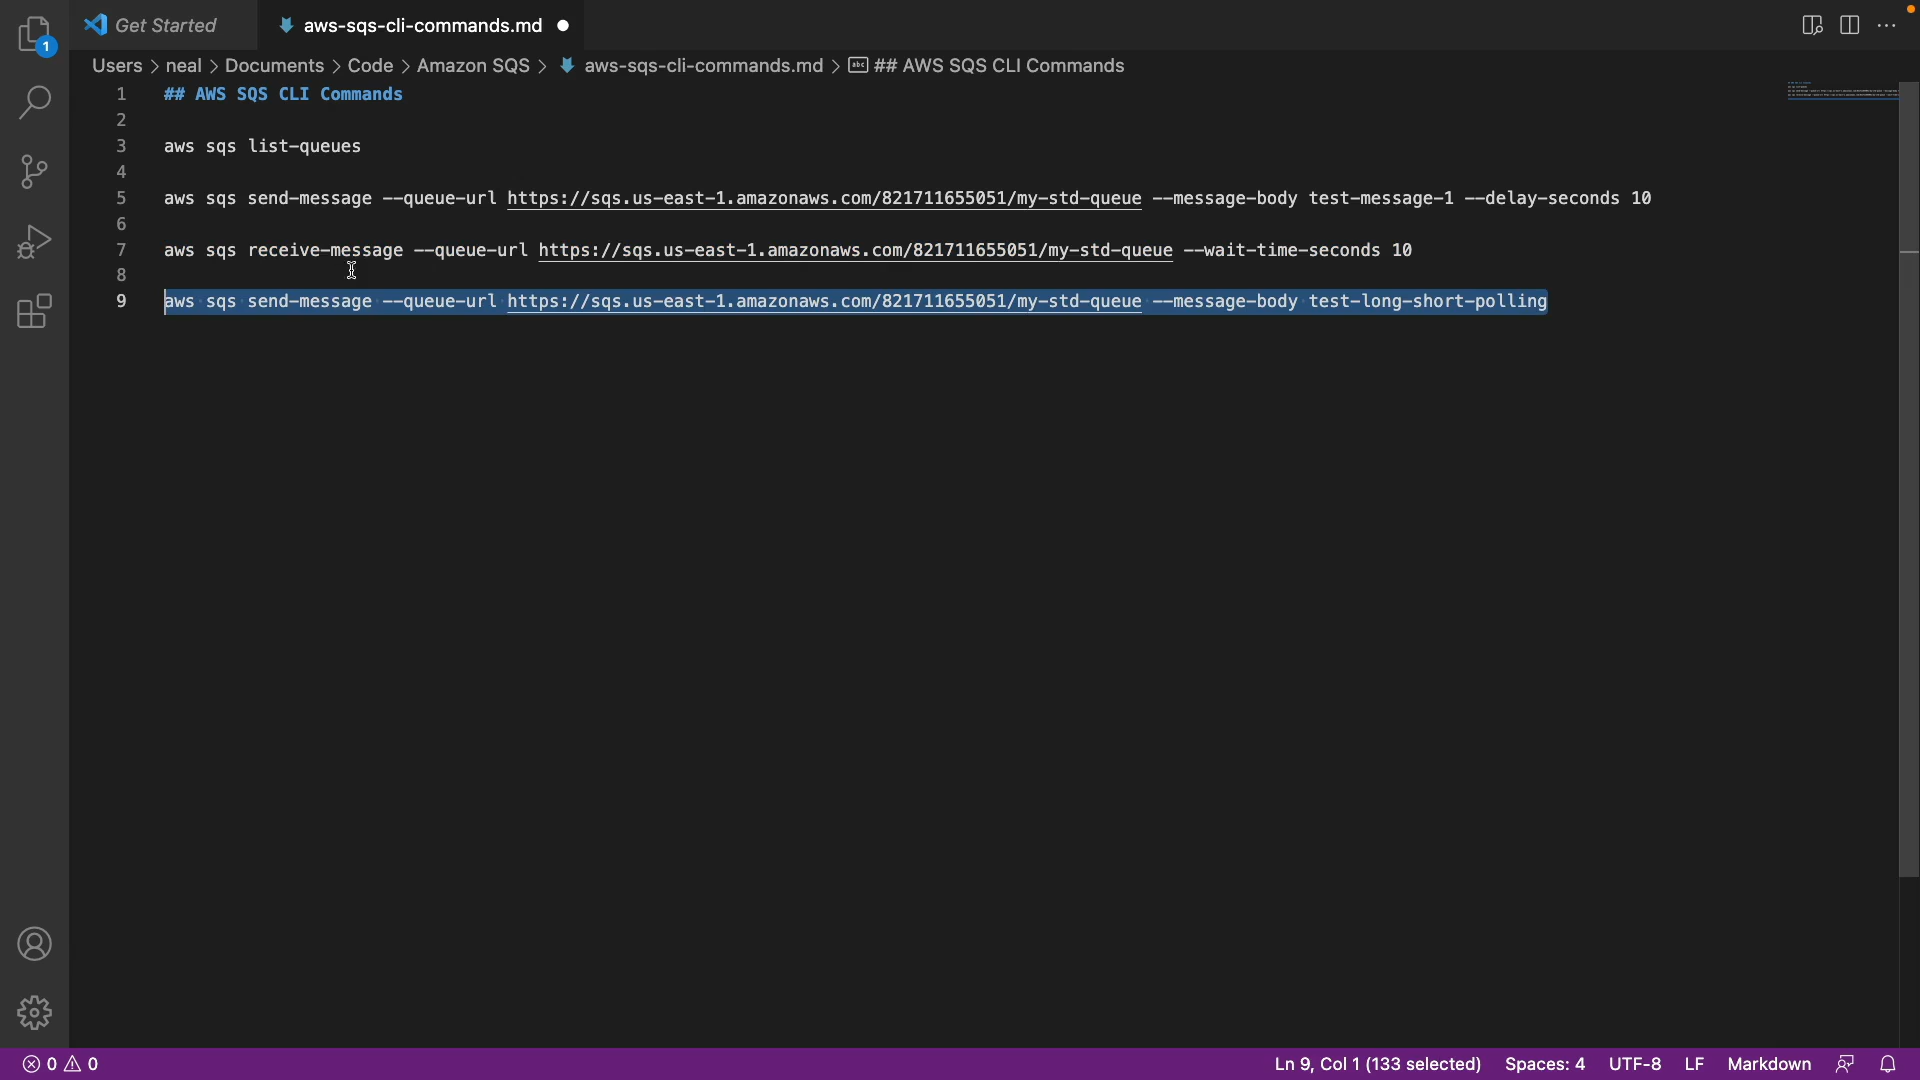 Get Started
aws-sqs-cli-commands.md
1
Users > neal > Documents > Code > Amazon SQS > aws-sqs-cli-commands.md > abc ## AWS SQS CLI Commands
1 ## AWS SQS CLI Commands
2
3 aws sqs list-queues
4
5 aws sqs send-message --queue-url https://sqs.us-east-1.amazonaws.com/821711655051/my-std-queue --message-body test-message-1 --delay-seconds 10
6
7 aws sqs receive-message --queue-url https://sqs.us-east-1.amazonaws.com/821711655051/my-std-queue --wait-time-seconds 10
8
9 aws sqs send-message --queue-url https://sqs.us-east-1.amazonaws.com/821711655051/my-std-queue --message-body test-long-short-polling
0 0 Ln 9, Col 1 (133 selected) Spaces: 4 UTF-8 LF Markdown